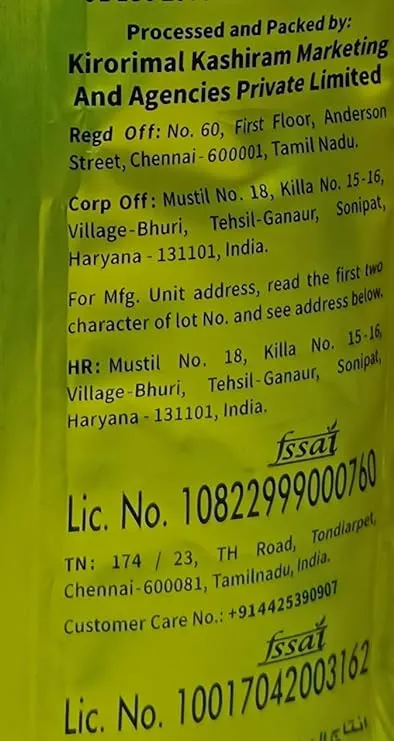 Processed and Packed by:
Kirorimal Kashiram Marketing
And Agencies Private Limited
Regd Off: No. 60, First Floor, Anderson
Street, Chennai-600001, Tamil Nadu.
Corp Off: Mustil No. 18, Killa No. 15-16,
Village-Bhuri, Tehsil-Ganaur, Sonipat,
Haryana - 131101, India.
For Mfg. Unit address, read the first two
character of lot No. and see address below.
HR: Mustil No. 18, Killa No. 15-16,
Village-Bhuri, Tehsil-Ganaur, Sonipat,
Haryana - 131101, India.
fssai
Lic. No. 10822999000760
TN: 174 / 23, TH Road, Tondiarpet,
Chennai-600081, Tamilnadu, India.
Customer Care No.: +914425390907
fssai
Lic. No. 10017042003162